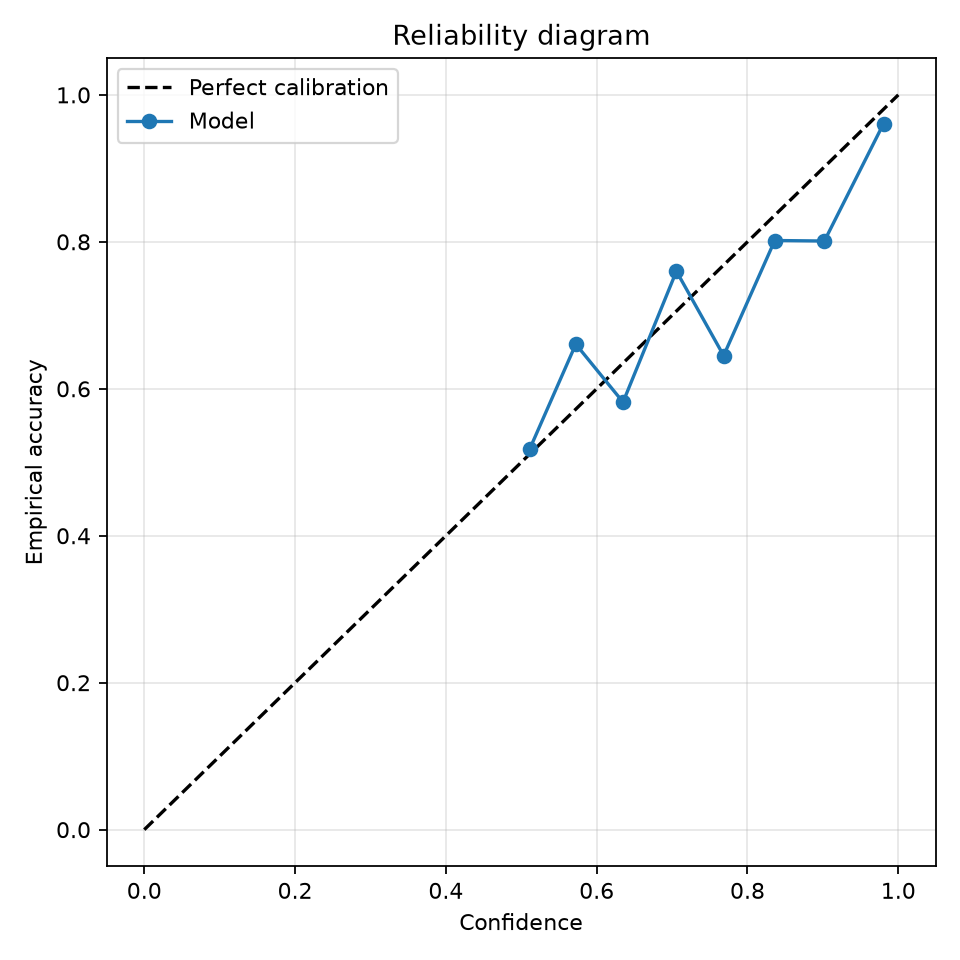 Reliability diagram
Perfect calibration
Model
1.0
0.8
0.6
0.4
0.2
0.0
Empirical accuracy
0.0 0.2 0.4 0.6 0.8 1.0
Confidence